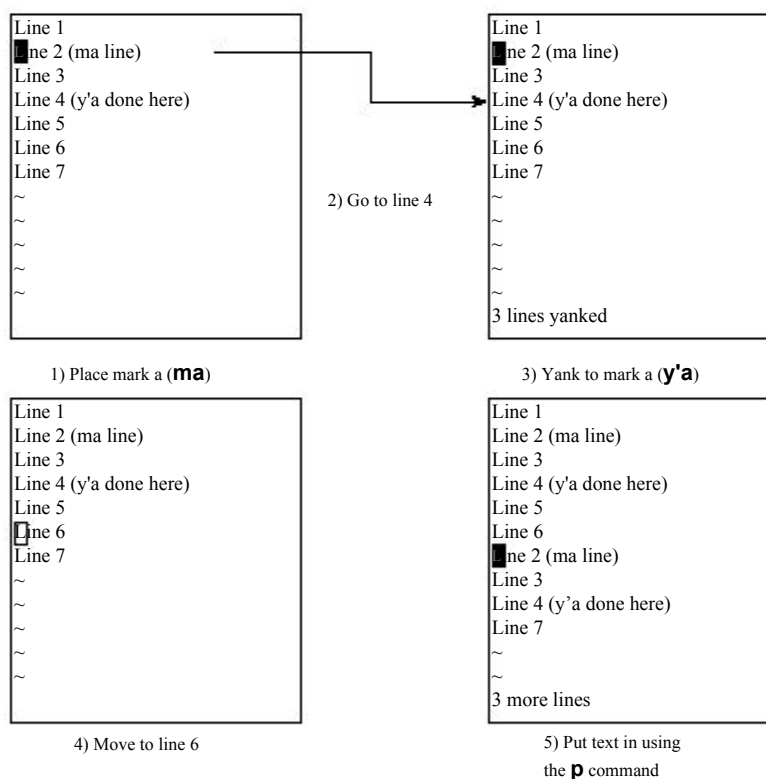 Line 1
Line 2 (ma line)
Line 3
Line 4 (y'a done here)
Line 5
Line 6
Line 7
~
~
~
~
~
1) Place mark a (ma)
2) Go to line 4
Line 1
Line 2 (ma line)
Line 3
Line 4 (y'a done here)
Line 5
Line 6
Line 7
~
~
~
~
~
3 lines yanked
3) Yank to mark a (y'a)
Line 1
Line 2 (ma line)
Line 3
Line 4 (y'a done here)
Line 5
Line 6
Line 7
~
~
~
~
~
4) Move to line 6
Line 1
Line 2 (ma line)
Line 3
Line 4 (y'a done here)
Line 5
Line 6
Line 2 (ma line)
Line 3
Line 4 (y’a done here)
Line 7
~
~
3 more lines
5) Put text in using
the p command